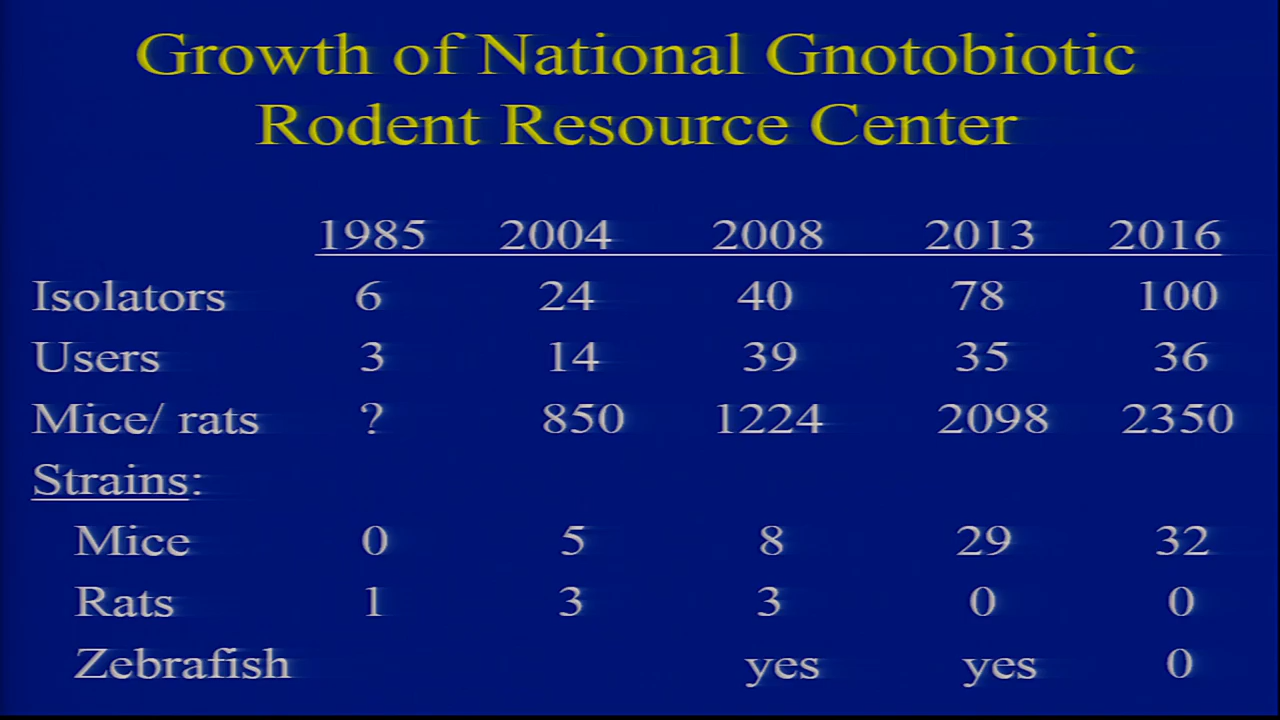 Growth of National Gnotobiotic
Rodent Resource Center
1985 2004 2008 2013 2016
Isolators 6 24 40 78 100
Users 3 14 39 35 36
Mice/ rats ? 850 1224 2098 2350
Strains:
Mice 0 5 8 29 32
Rats 1 3 3 0 0
Zebrafish yes yes 0